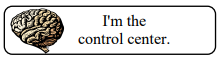 I'm the
control center.